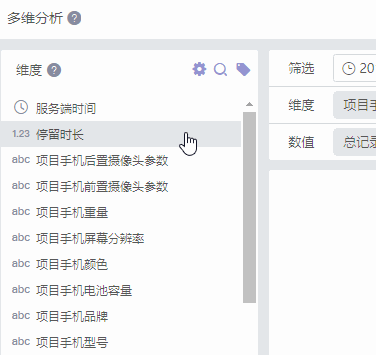 多维分析 ?
维度 ?
服务端时间
1.23 停留时长
abc 项目手机后置摄像头参数
abc 项目手机前置摄像头参数
abc 项目手机重量
abc 项目手机屏幕分辨率
abc 项目手机颜色
abc 项目手机电池容量
abc 项目手机品牌
abc 项目手机型号
筛选 20
维度 项目手
数值 总记录